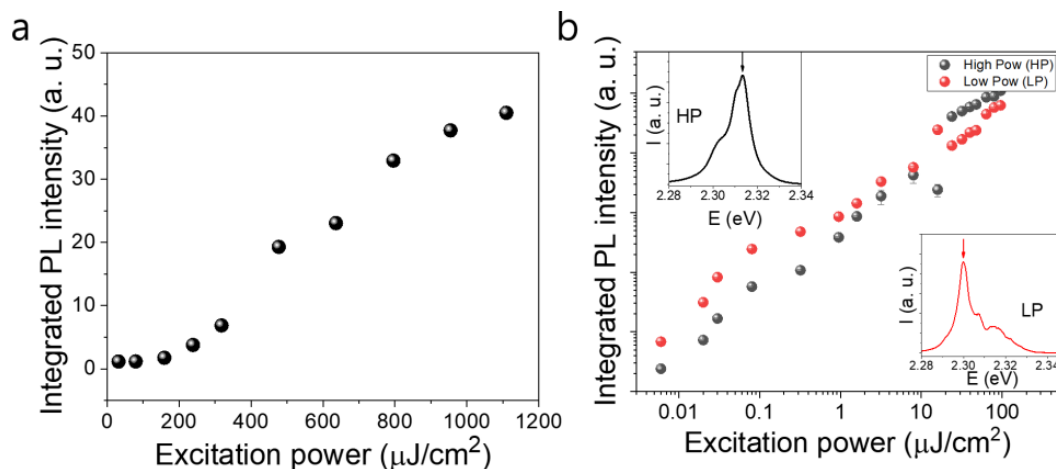 a
Integrated PL intensity (a. u.)
50
40
30
20
10
0
0 200 400 600 800 1000 1200
Excitation power (μJ/cm²)
b
Integrated PL intensity (a. u.)
High Pow (HP)
Low Pow (LP)
I (a. u.)
HP
2.28 2.30 2.32 2.34
E (eV)
I (a. u.)
LP
2.28 2.30 2.32 2.34
E (eV)
0.01 0.1 1 10 100
Excitation power (μJ/cm²)